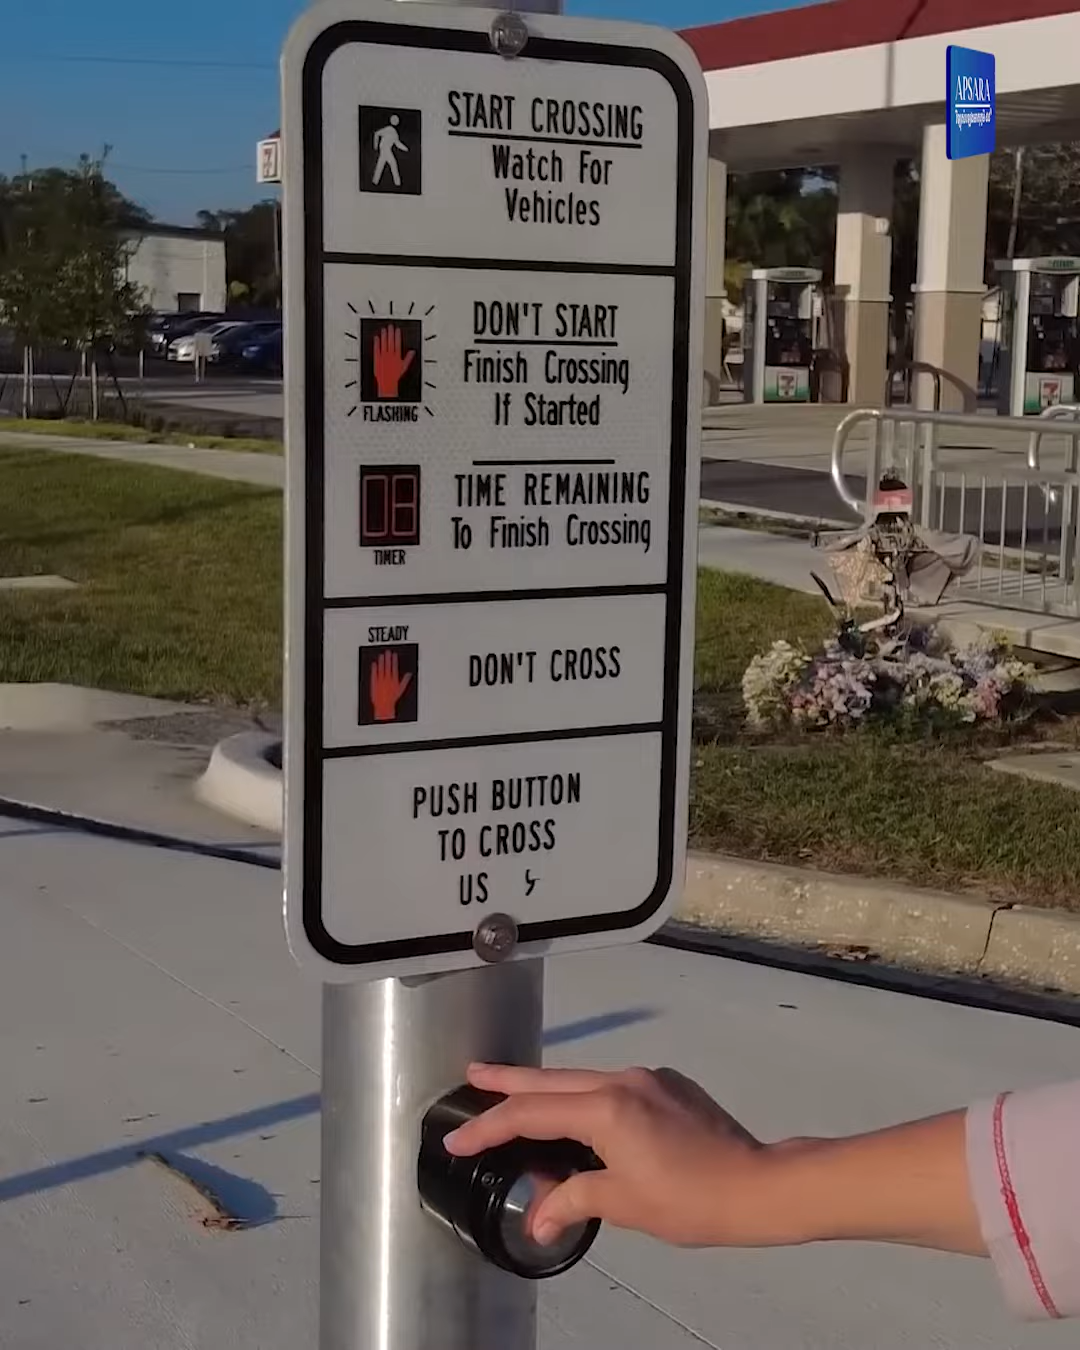 START CROSSING
Watch For
Vehicles
DON'T START
Finish Crossing
If Started
FLASHING
TIME REMAINING
To Finish Crossing
TIMER
STEADY
DON'T CROSS
PUSH BUTTON
TO CROSS
US
APSARA
7